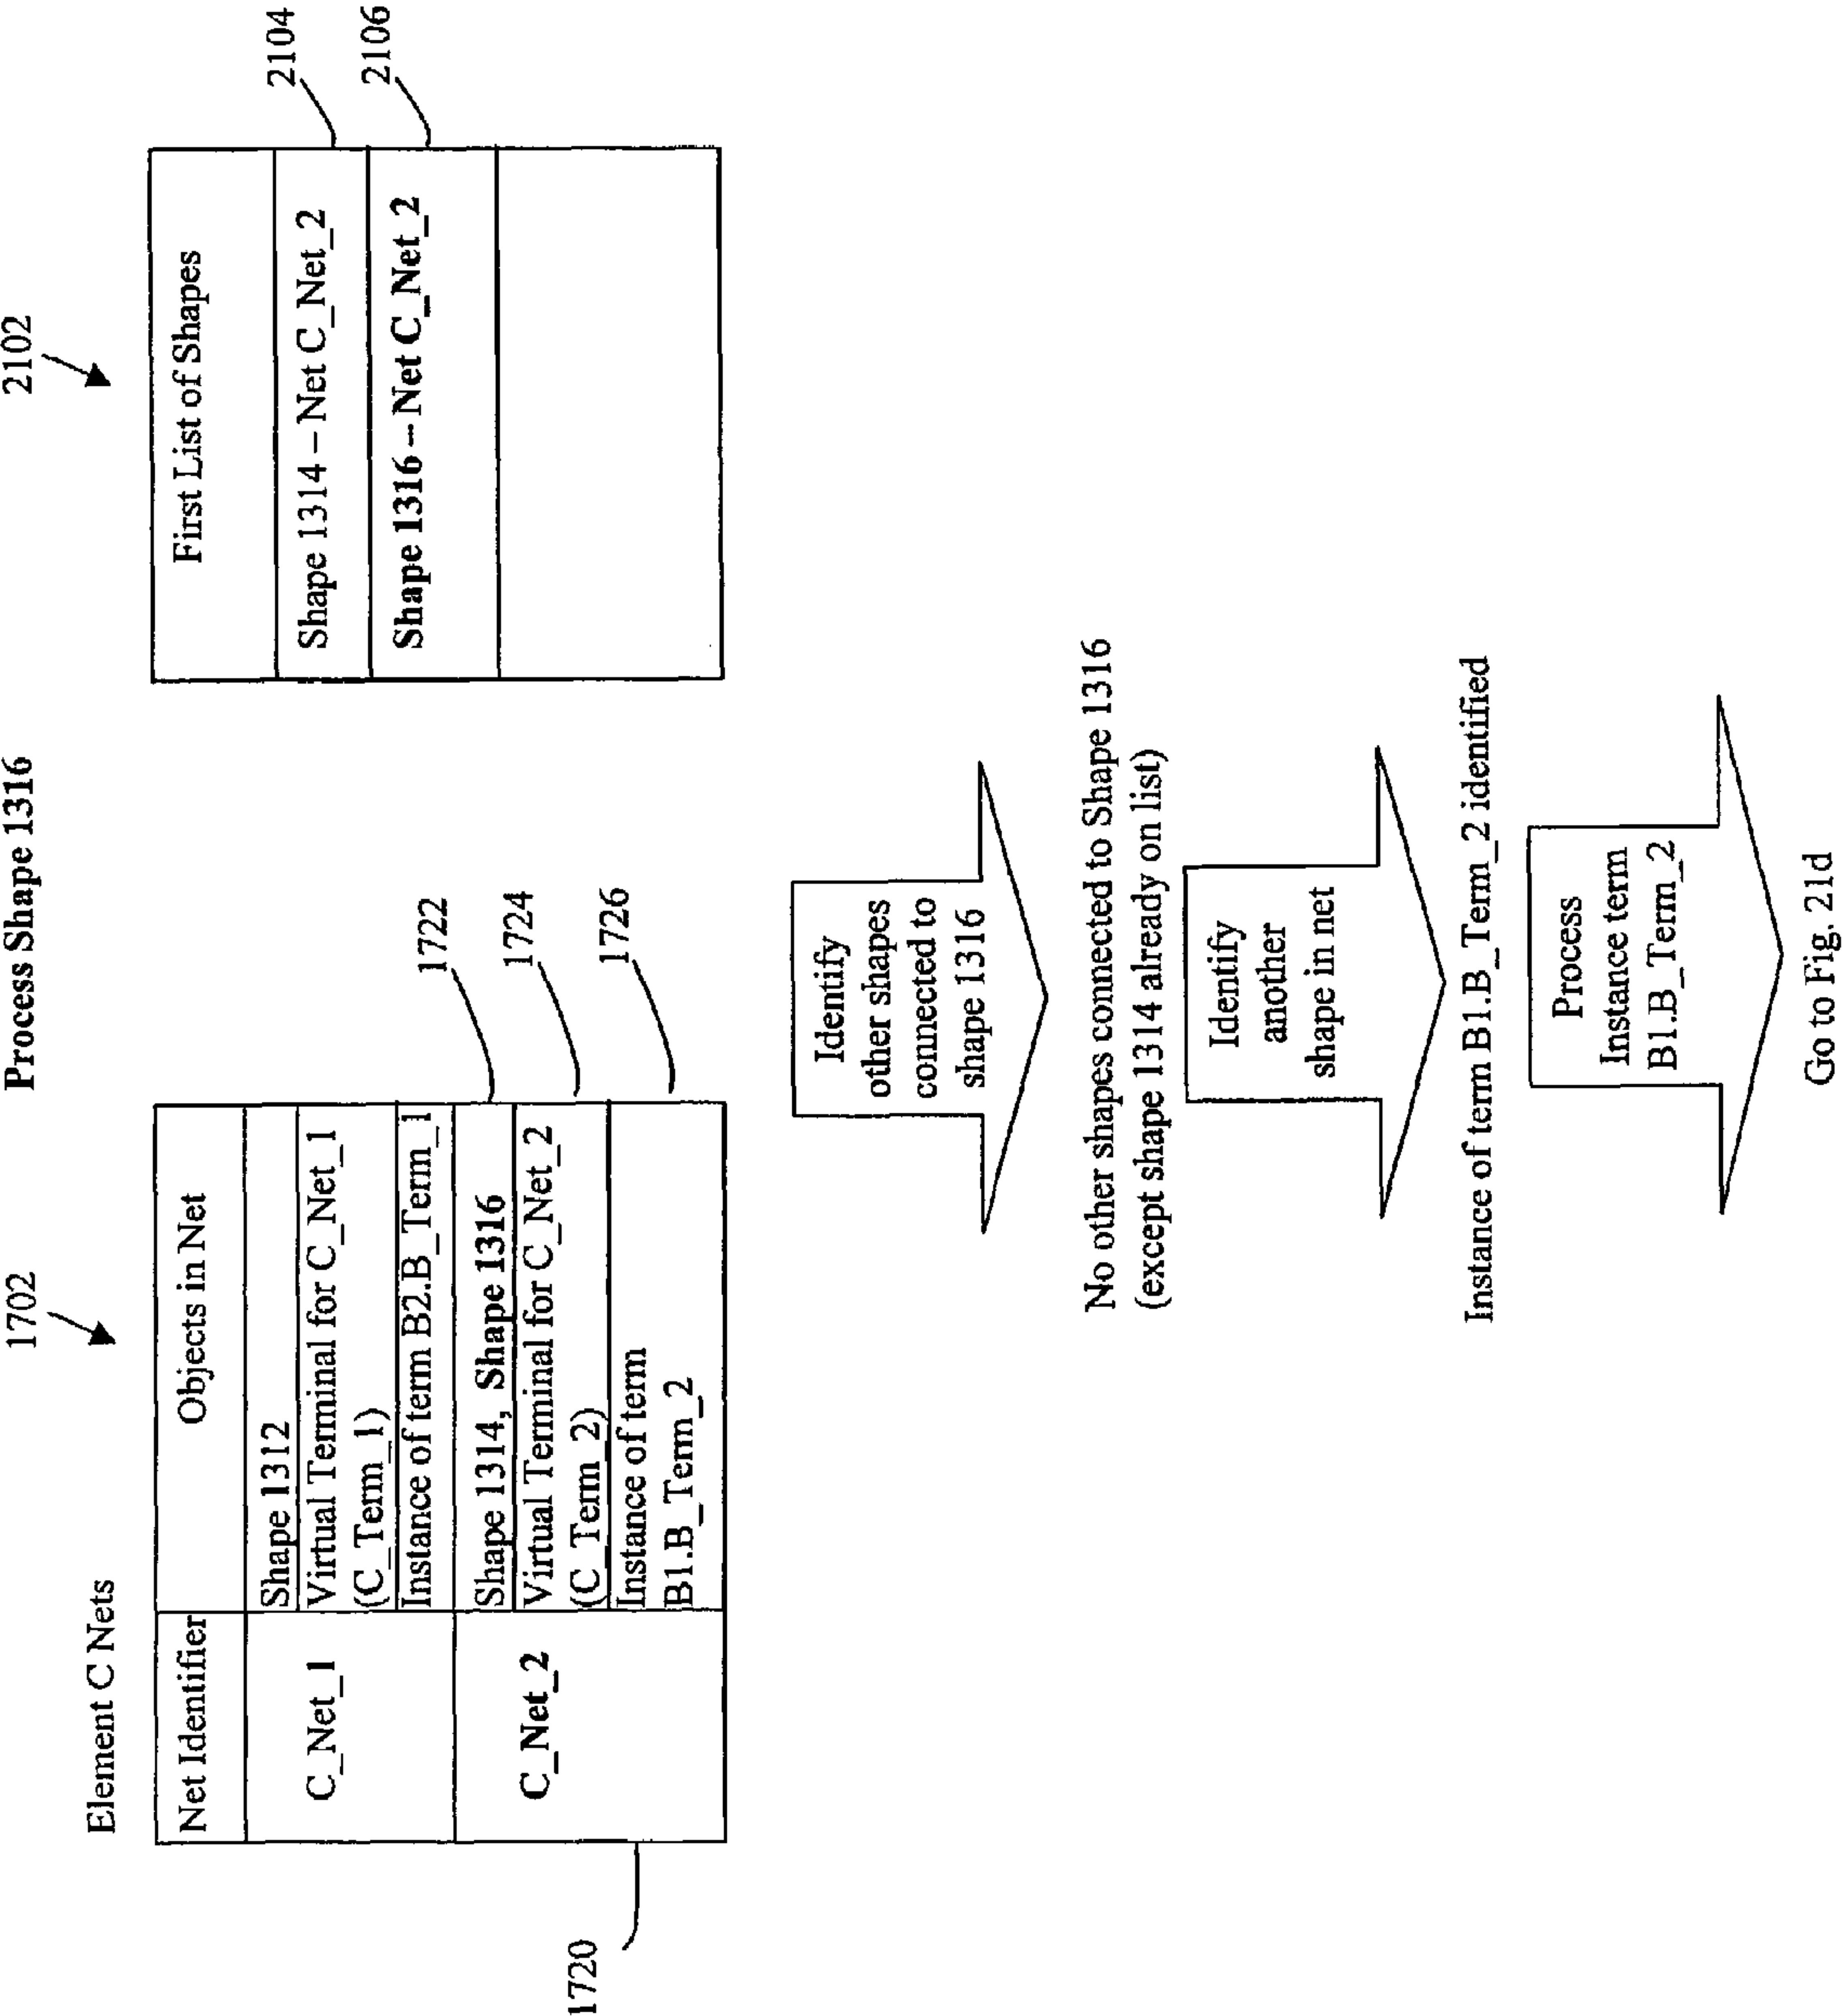 Process Shape 1316
1702
Element C Nets
Net Identifier
Objects in Net
C_Net_1
Shape 1312
Virtual Terminal for C_Net_1
(C_Term_1)
Instance of term B2.B_Term_1
C_Net_2
Shape 1314, Shape 1316
Virtual Terminal for C_Net_2
(C_Term_2)
Instance of term
B1.B_Term_2
1720
1722
1724
1726
2102
First List of Shapes
Shape 1314 – Net C_Net_2
Shape 1316 – Net C_Net_2
2104
2106
Identify
other shapes
connected to
shape 1316
No other shapes connected to Shape 1316
(except shape 1314 already on list)
Identify
another
shape in net
Instance of term B1.B_Term_2 identified
Process
Instance term
B1.B_Term_2
Go to Fig. 21d